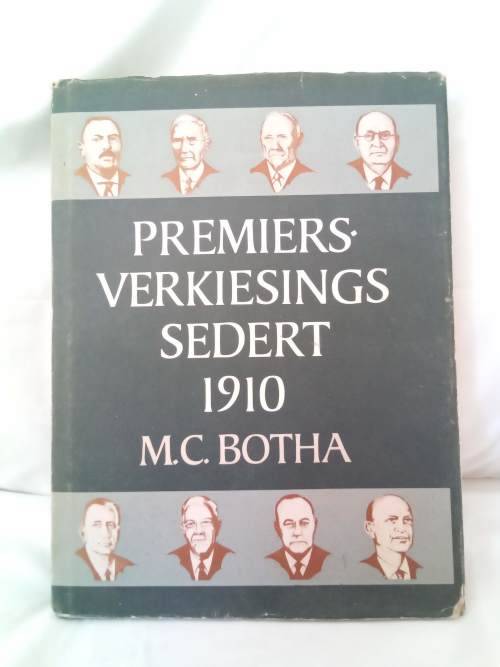 PREMIERS-
VERKIESINGS
SEDERT
1910
M.C. BOTHA